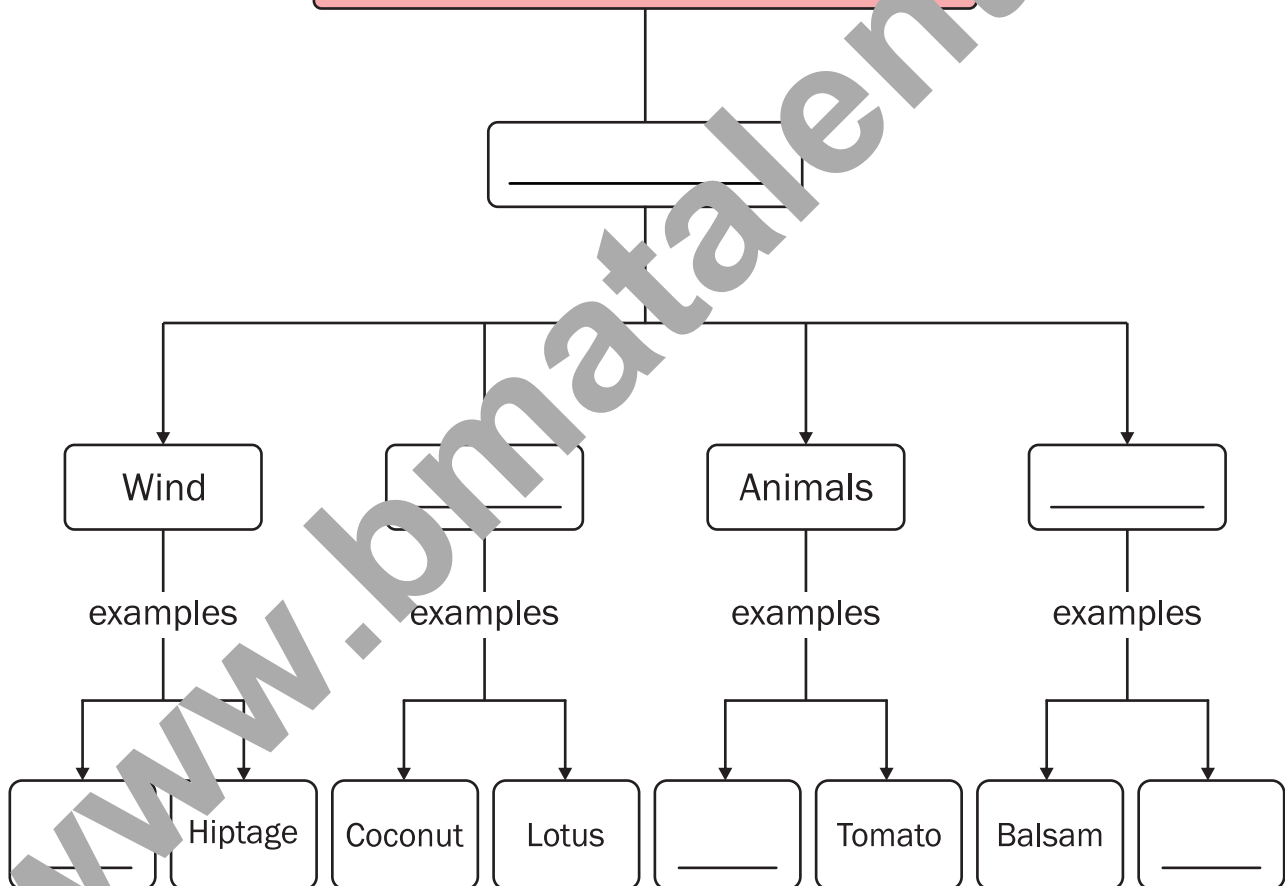 Wind
Animals
examples
examples
examples
examples
Hiptage
Coconut
Lotus
Tomato
Balsam
www.bmatalent